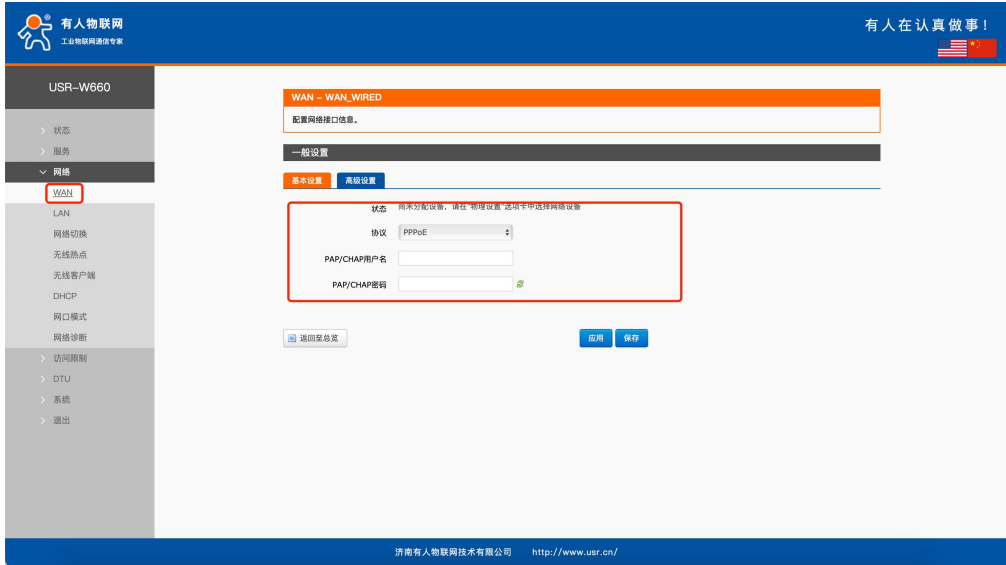 有人物联网
工业物联网通信专家
有人在认真做事！
USR-W660
状态
服务
网络
WAN
LAN
网络切换
无线热点
无线客户端
DHCP
网口模式
网络诊断
访问限制
DTU
系统
退出
WAN - WAN_WIRED
配置网络接口信息。
一般设置
基本设置 高级设置
状态 尚未分配设备，请在"物理设置"选项卡中选择网络设备
协议 PPPoE
PAP/CHAP用户名
PAP/CHAP密码
返回至总览 应用 保存
济南有人物联网技术有限公司 http://www.usr.cn/